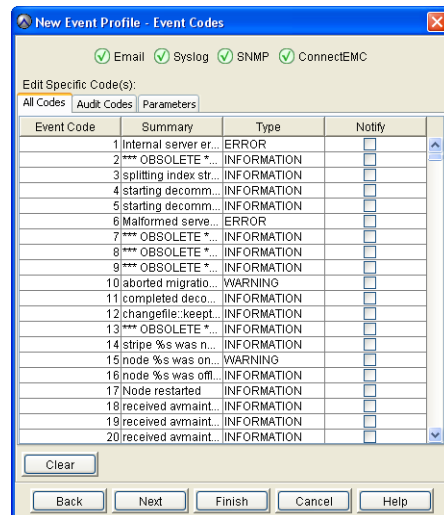 New Event Profile - Event Codes
Email Syslog SNMP ConnectEMC
Edit Specific Code(s):
All Codes Audit Codes Parameters
Event Code Summary Type Notify
1 Internal server er... ERROR
2 *** OBSOLETE *... INFORMATION
3 splitting index str... INFORMATION
4 starting decomm... INFORMATION
5 starting decomm... INFORMATION
6 Malformed serve... ERROR
7 *** OBSOLETE *... INFORMATION
8 *** OBSOLETE *... INFORMATION
9 *** OBSOLETE *... INFORMATION
10 aborted migratio... WARNING
11 completed deco... INFORMATION
12 changefile::keept... INFORMATION
13 *** OBSOLETE *... INFORMATION
14 stripe %s was n... INFORMATION
15 node %s was on... WARNING
16 node %s was offl... INFORMATION
17 Node restarted INFORMATION
18 received avmaint... INFORMATION
19 received avmaint... INFORMATION
20 received avmaint... INFORMATION
Clear
Back Next Finish Cancel Help